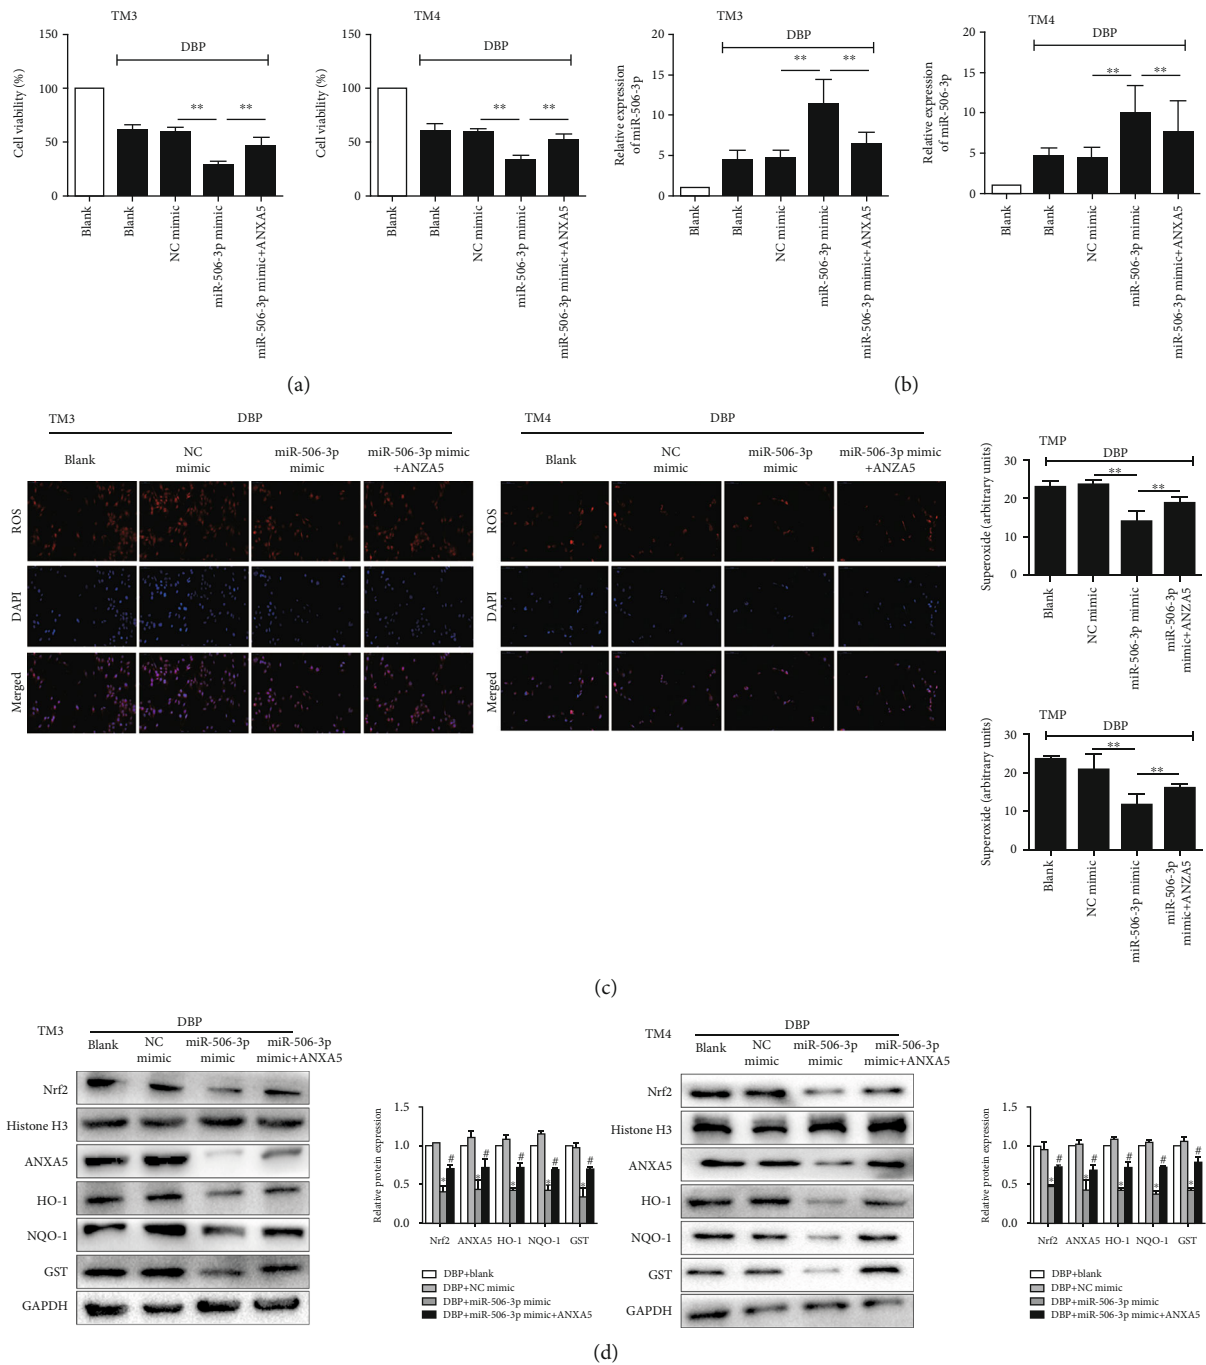 TM3
Cell viability (%)
150
100
50
0
DBP
**
**
Blank
Blank
NC mimic
miR-506-3p mimic
miR-506-3p mimic+ANXA5
TM4
Cell viability (%)
150
100
50
0
DBP
**
**
Blank
Blank
NC mimic
miR-506-3p mimic
miR-506-3p mimic+ANXA5
(a)
TM3
Relative expression
of miR-506-3p
20
15
10
5
0
DBP
**
**
Blank
Blank
NC mimic
miR-506-3p mimic
miR-506-3p mimic+ANXA5
TM4
Relative expression
of miR-506-3p
20
15
10
5
0
DBP
**
**
Blank
Blank
NC mimic
miR-506-3p mimic
miR-506-3p mimic+ANXA5
(b)
TM3
DBP
Blank
NC
mimic
miR-506-3p
mimic
miR-506-3p mimic
+ANZA5
ROS
DAPI
Merged
TM4
DBP
Blank
NC
mimic
miR-506-3p
mimic
miR-506-3p mimic
+ANZA5
ROS
DAPI
Merged
TMP
Superoxide (arbitrary units)
30
20
10
0
DBP
**
**
Blank
NC mimic
miR-506-3p mimic
miR-506-3p
mimic+ANZA5
TMP
Superoxide (arbitrary units)
30
20
10
0
DBP
**
**
Blank
NC mimic
miR-506-3p mimic
miR-506-3p
mimic+ANZA5
(c)
TM3
DBP
Blank
NC
mimic
miR-506-3p
mimic
miR-506-3p
mimic+ANXA5
Nrf2
Histone H3
ANXA5
HO-1
NQO-1
GST
GAPDH
Relative protein expression
1.5
1.0
0.5
0.0
* # * # * # * # * #
Nrf2 ANXA5 HO-1 NQO-1 GST
DBP+blank
DBP+NC mimic
DBP+miR-506-3p mimic
DBP+miR-506-3p mimic+ANXA5
TM4
DBP
Blank
NC
mimic
miR-506-3p
mimic
miR-506-3p
mimic+ANXA5
Nrf2
Histone H3
ANXA5
HO-1
NQO-1
GST
GAPDH
Relative protein expression
1.5
1.0
0.5
0.0
* # * # * # * # * #
Nrf2 ANXA5 HO-1 NQO-1 GST
DBP+blank
DBP+NC mimic
DBP+miR-506-3p mimic
DBP+miR-506-3p mimic+ANXA5
(d)